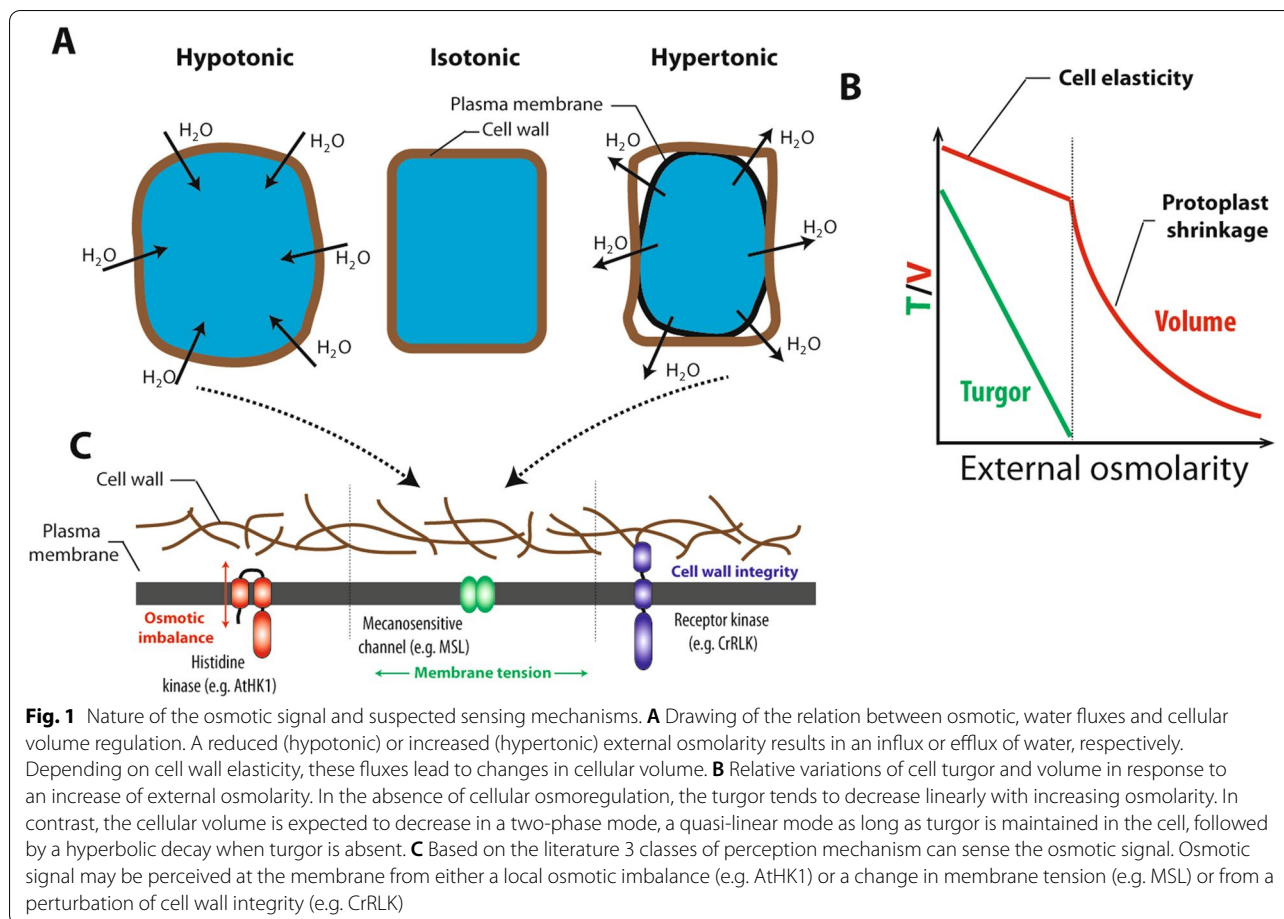 A
Hypotonic
Isotonic
Hypertonic
Plasma membrane
Cell wall
H2O
H2O
H2O
H2O
H2O
H2O
H2O
H2O
H2O
H2O
H2O
H2O
B
Cell elasticity
Protoplast
shrinkage
T/V
Volume
Turgor
External osmolarity
C
Cell wall
Plasma
membrane
Osmotic
imbalance
Histidine
kinase (e.g. AtHK1)
Mecanosensitive
channel (e.g. MSL)
Membrane tension
Cell wall integrity
Receptor kinase
(e.g. CrRLK)
Fig. 1 Nature of the osmotic signal and suspected sensing mechanisms. A Drawing of the relation between osmotic, water fluxes and cellular
volume regulation. A reduced (hypotonic) or increased (hypertonic) external osmolarity results in an influx or efflux of water, respectively.
Depending on cell wall elasticity, these fluxes lead to changes in cellular volume. B Relative variations of cell turgor and volume in response to
an increase of external osmolarity. In the absence of cellular osmoregulation, the turgor tends to decrease linearly with increasing osmolarity. In
contrast, the cellular volume is expected to decrease in a two-phase mode, a quasi-linear mode as long as turgor is maintained in the cell, followed
by a hyperbolic decay when turgor is absent. C Based on the literature 3 classes of perception mechanism can sense the osmotic signal. Osmotic
signal may be perceived at the membrane from either a local osmotic imbalance (e.g. AtHK1) or a change in membrane tension (e.g. MSL) or from a
perturbation of cell wall integrity (e.g. CrRLK)